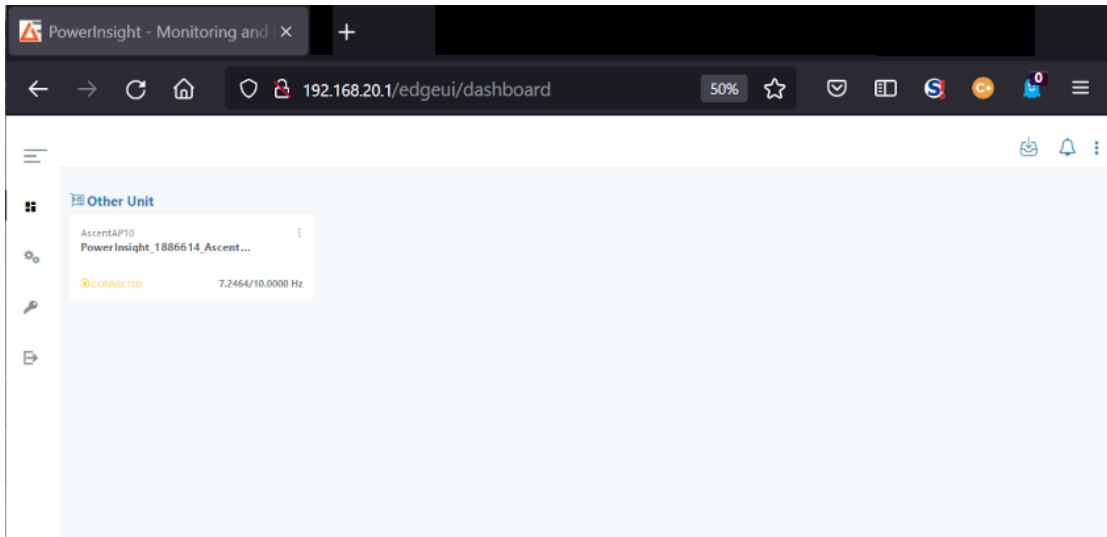 PowerInsight - Monitoring and
192.168.20.1/edgeui/dashboard
50%
S
C+
0
Other Unit
AscentAP10
PowerInsight_1886614_Ascent...
CONNECTED
7.2464/10.0000 Hz